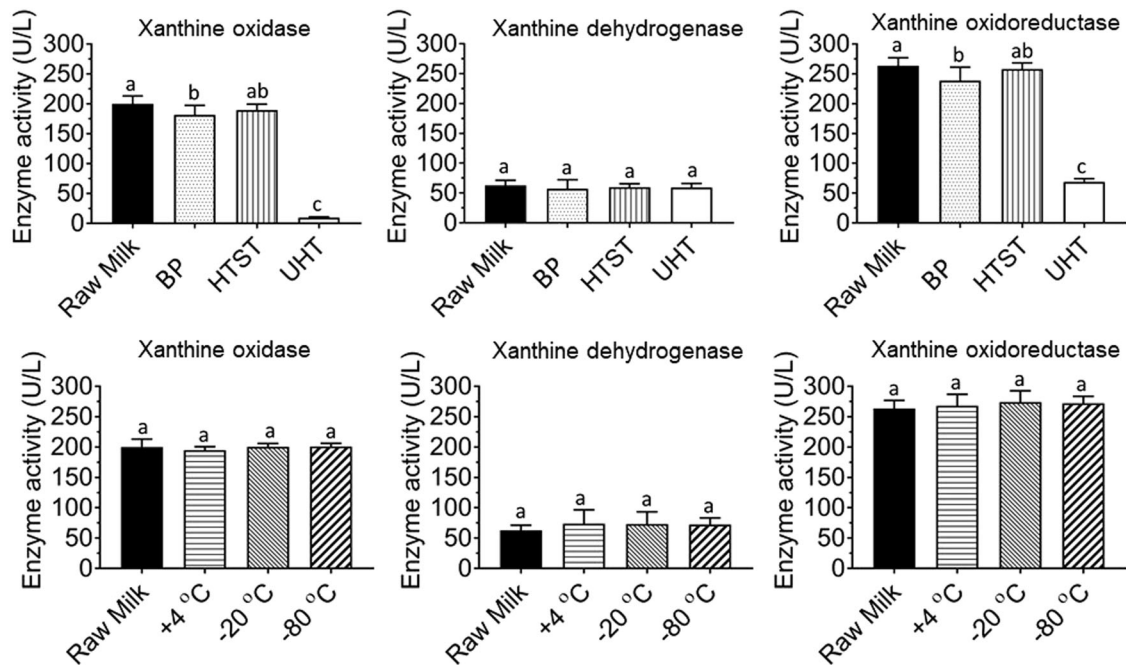 Xanthine oxidase
Enzyme activity (U/L)
300
250
200
150
100
50
0
a
b
ab
c
Raw Milk
BP
HTST
UHT
Xanthine dehydrogenase
Enzyme activity (U/L)
300
250
200
150
100
50
0
a
a
a
a
Raw Milk
BP
HTST
UHT
Xanthine oxidoreductase
Enzyme activity (U/L)
300
250
200
150
100
50
0
a
b
ab
c
Raw Milk
BP
HTST
UHT
Xanthine oxidase
Enzyme activity (U/L)
300
250
200
150
100
50
0
a
a
a
a
Raw Milk
+4 °C
-20 °C
-80 °C
Xanthine dehydrogenase
Enzyme activity (U/L)
300
250
200
150
100
50
0
a
a
a
a
Raw Milk
+4 °C
-20 °C
-80 °C
Xanthine oxidoreductase
Enzyme activity (U/L)
300
250
200
150
100
50
0
a
a
a
a
Raw Milk
+4 °C
-20 °C
-80 °C